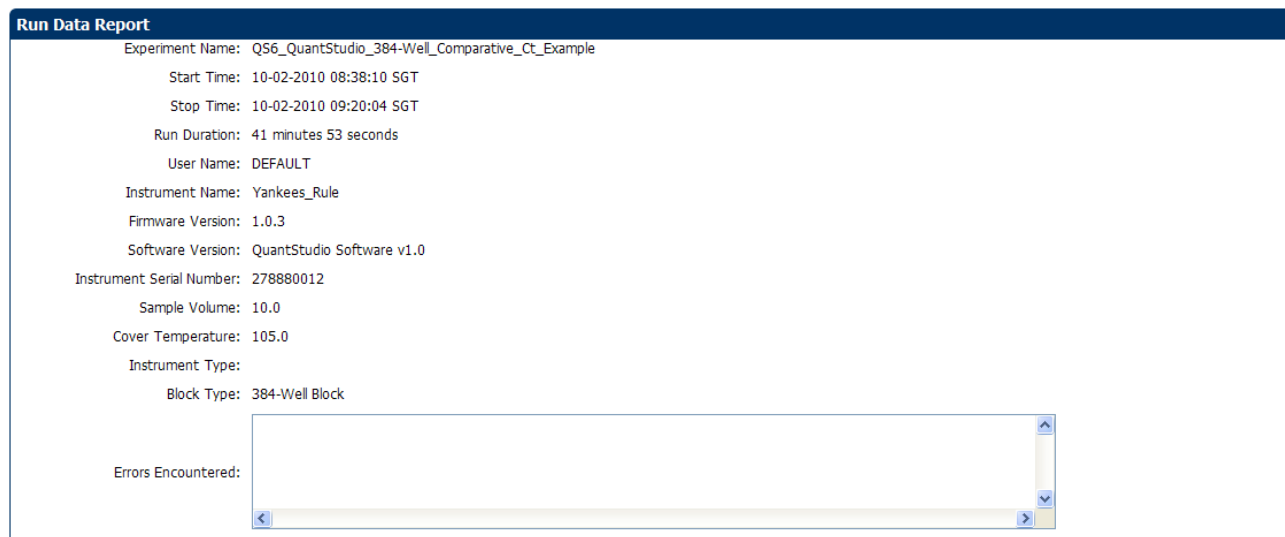 Run Data Report
Experiment Name: QS6_QuantStudio_384-Well_Comparative_Ct_Example
Start Time: 10-02-2010 08:38:10 SGT
Stop Time: 10-02-2010 09:20:04 SGT
Run Duration: 41 minutes 53 seconds
User Name: DEFAULT
Instrument Name: Yankees_Rule
Firmware Version: 1.0.3
Software Version: QuantStudio Software v1.0
Instrument Serial Number: 278880012
Sample Volume: 10.0
Cover Temperature: 105.0
Instrument Type:
Block Type: 384-Well Block
Errors Encountered: